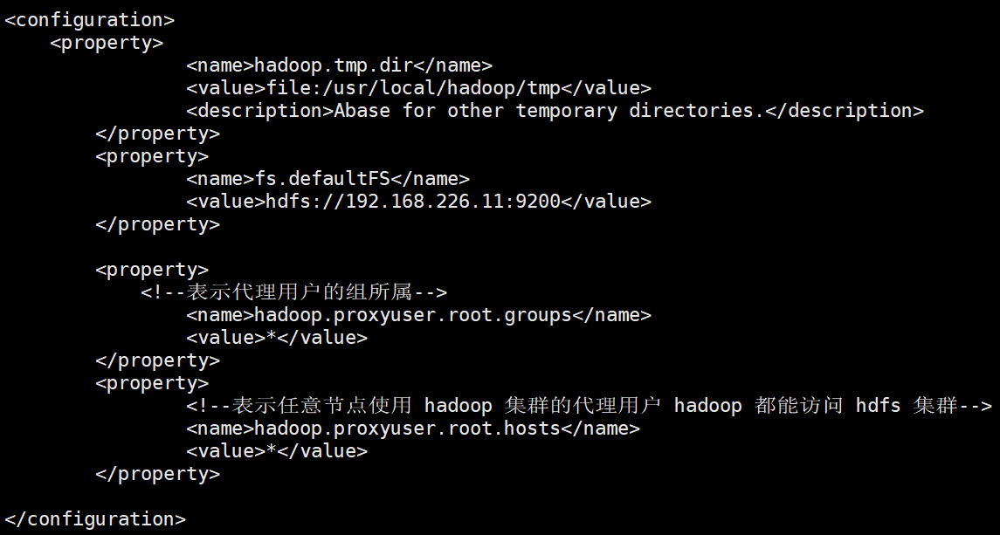 <configuration>
    <property>
                <name>hadoop.tmp.dir</name>
                <value>file:/usr/local/hadoop/tmp</value>
                <description>Abase for other temporary directories.</description>
        </property>
        <property>
                <name>fs.defaultFS</name>
                <value>hdfs://192.168.226.11:9200</value>
        </property>

        <property>
            <!--表示代理用户的组所属-->
                <name>hadoop.proxyuser.root.groups</name>
                <value>*</value>
        </property>
        <property>
                <!--表示任意节点使用 hadoop 集群的代理用户 hadoop 都能访问 hdfs 集群-->
                <name>hadoop.proxyuser.root.hosts</name>
                <value>*</value>
        </property>

</configuration>